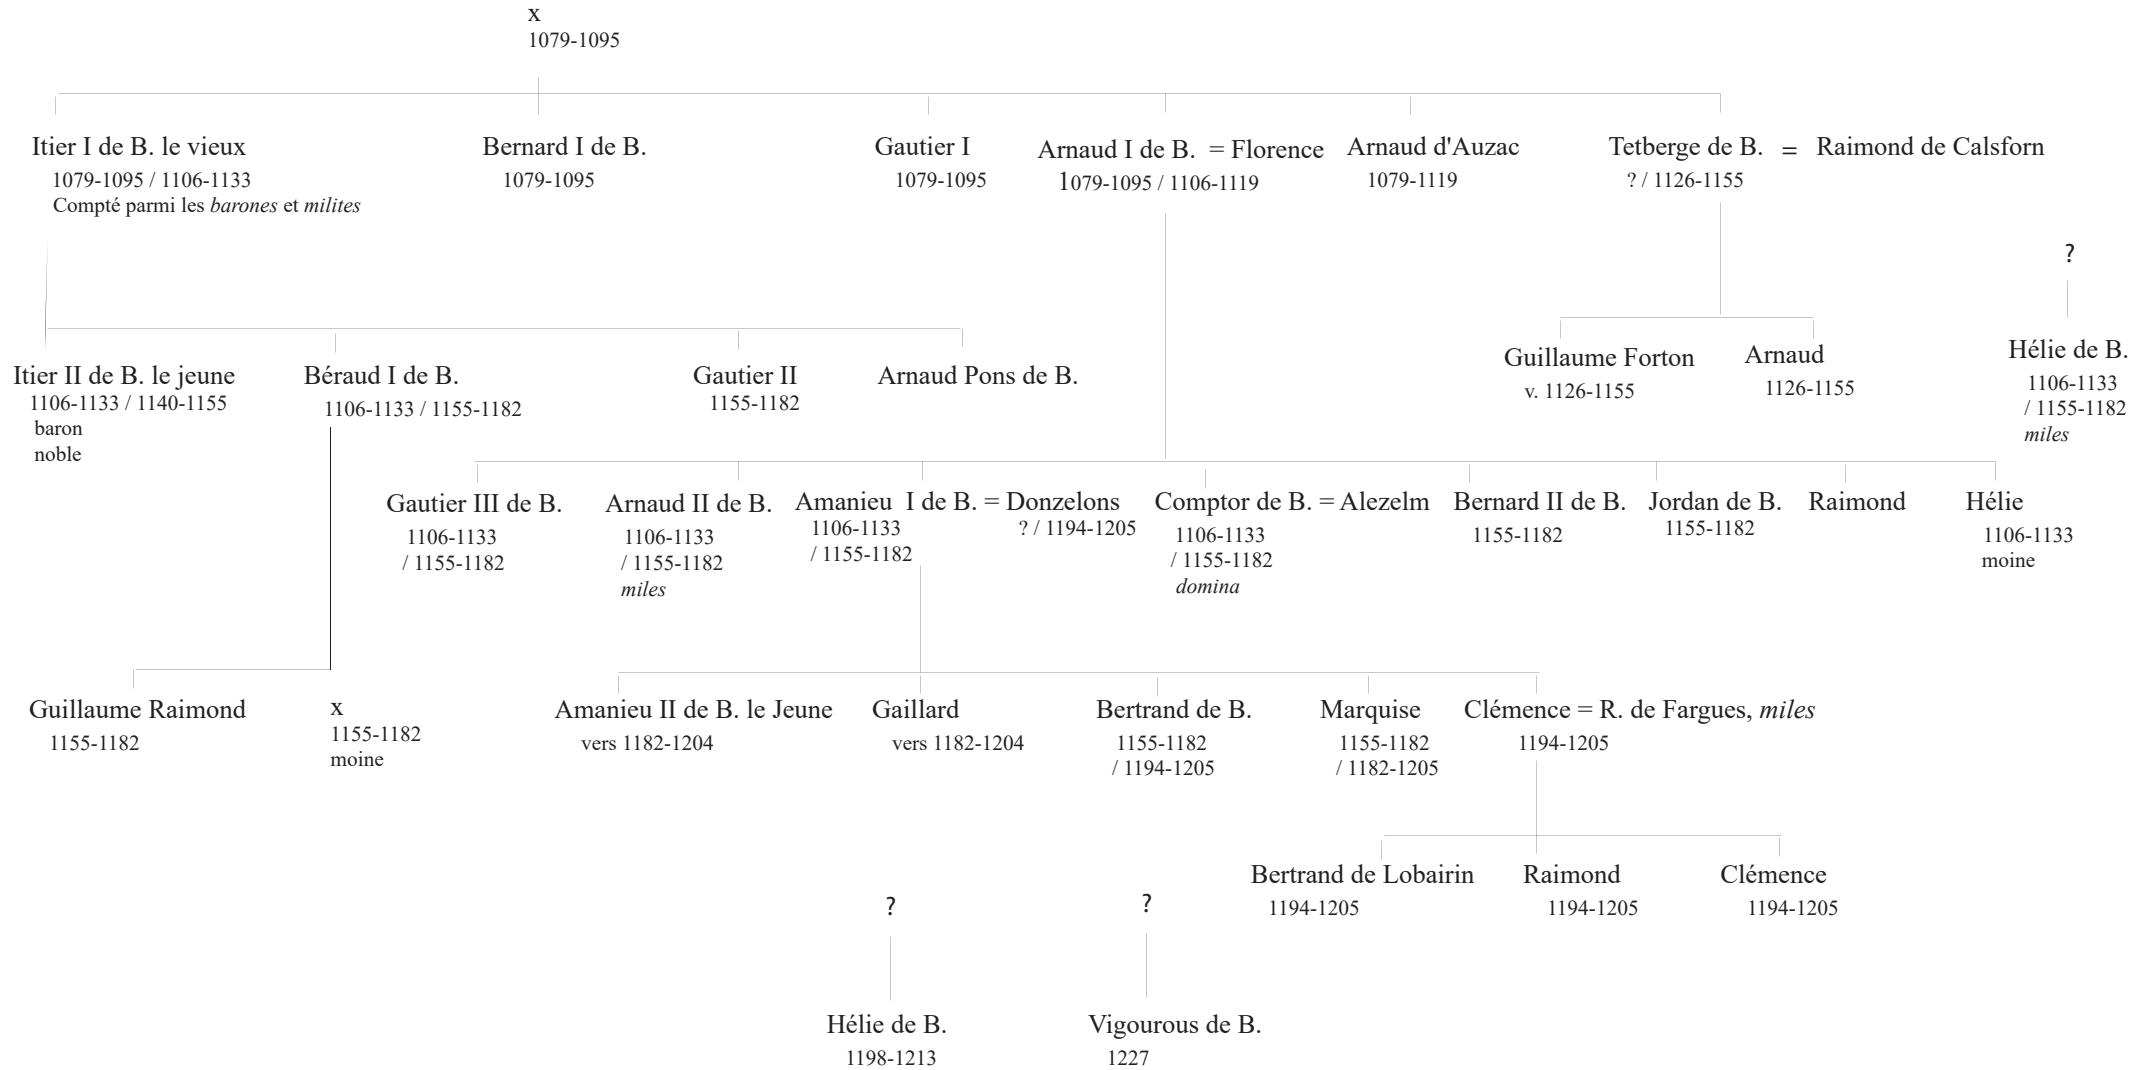 x
1079-1095
Itier I de B. le vieux
1079-1095 / 1106-1133
Compté parmi les barones et milites
Bernard I de B.
1079-1095
Gautier I
1079-1095
Arnaud I de B. = Florence
1079-1095 / 1106-1119
Arnaud d'Auzac
1079-1119
Tetberge de B. = Raimond de Calsforn
? / 1126-1155
Itier II de B. le jeune
1106-1133 / 1140-1155
baron
noble
Béraud I de B.
1106-1133 / 1155-1182
Gautier II
1155-1182
Arnaud Pons de B.
Guillaume Forton
v. 1126-1155
Arnaud
1126-1155
?
Hélie de B.
1106-1133
/ 1155-1182
miles
Gautier III de B.
1106-1133
/ 1155-1182
Arnaud II de B.
1106-1133
/ 1155-1182
miles
Amanieu I de B. = Donzelons
1106-1133
/ 1155-1182
? / 1194-1205
Comptor de B. = Alezelm
1106-1133
/ 1155-1182
domina
Bernard II de B.
1155-1182
Jordan de B.
1155-1182
Raimond
Hélie
1106-1133
moine
Guillaume Raimond
1155-1182
x
1155-1182
moine
Amanieu II de B. le Jeune
vers 1182-1204
Gaillard
vers 1182-1204
Bertrand de B.
1155-1182
/ 1194-1205
Marquise
1155-1182
/ 1182-1205
Clémence = R. de Fargues, miles
1194-1205
Bertrand de Lobairin
1194-1205
Raimond
1194-1205
Clémence
1194-1205
?
Hélie de B.
1198-1213
?
Vigourous de B.
1227